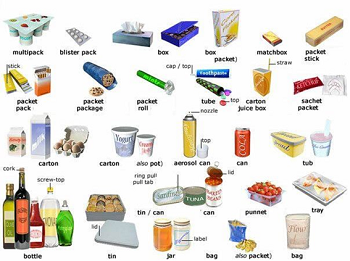 multipack
blister pack
box
box
packet)
matchbox
packet
stick
stick
packet
pack
packet
package
packet
roll
cap / top
Toothpaste
tube
top
straw
carton
juice box
sachet
packet
nozzle
carton
carton
Yogurt
also pot)
top
aerosol can
can
tub
cork
screw-top
bottle
ring pull
pull tab
lid
Sardines
TUNA
tin / can
can
punnet
tray
lid
tin
label
jar
bag
also packet)
Flour
bag